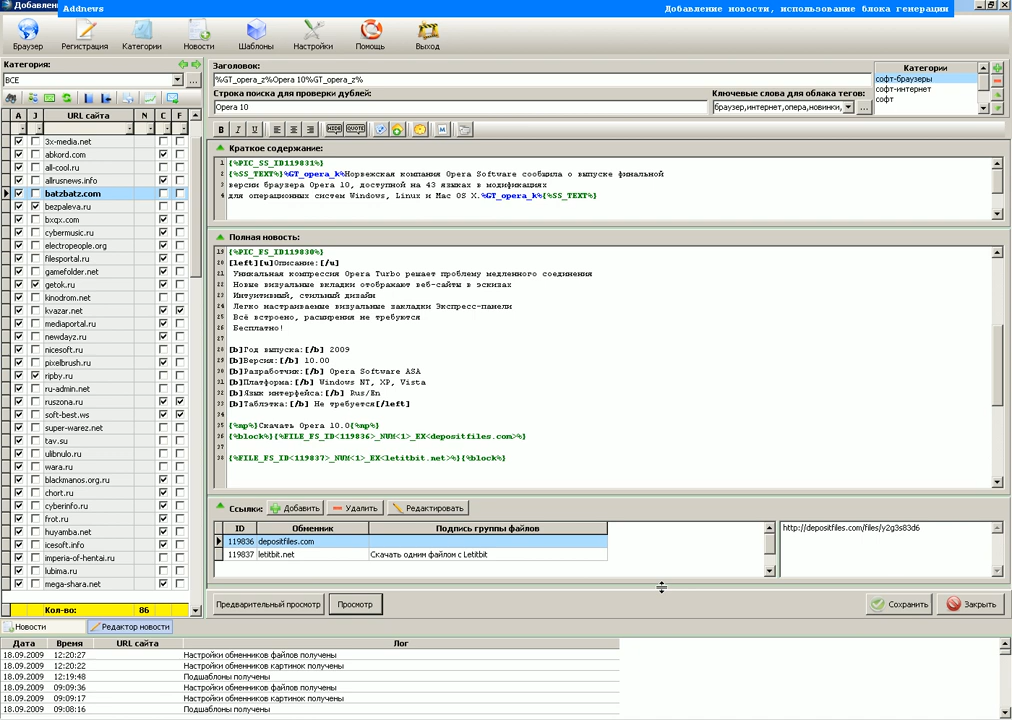 Добавлени
Addnews
Добавление новости, использование блока генерации
Браузер
Регистрация
Категории
Новости
Шаблоны
Настройки
Помощь
Выход
Категория:
ВСЕ
A J URL сайта N C F
3x-media.net
abkord.com
all-cool.ru
allrusnews.info
batzbatz.com
bezpaleva.ru
bxqx.com
cybermusic.ru
electropeople.org
filesportal.ru
gamefolder.net
getok.ru
kinodrom.net
kvazar.net
mediaportal.ru
newdayz.ru
nicesoft.ru
pixelbrush.ru
ripby.ru
ru-admin.net
ruszona.ru
soft-best.ws
super-warez.net
tav.su
ulibnulo.ru
wara.ru
blackmanos.org.ru
chort.ru
cyberinfo.ru
frot.ru
huyamba.net
icesoft.info
imperia-of-hentai.ru
lubima.ru
mega-shara.net
Кол-во: 86
Заголовок:
%GT_opera_z%Opera 10%GT_opera_z%
Строка поиска для проверки дублей:
Opera 10
Ключевые слова для облака тегов:
браузер,интернет,опера,новинки,
...
Категории
софт-браузеры
софт-интернет
софт
B I U HIDE QUOTE M
Краткое содержание:
1 {%PIC_SS_ID119831%}
2 {%SS_TEXT%}%GT_opera_k%Норвежская компания Opera Software сообщила о выпуске финальной
3 версии браузера Opera 10, доступной на 43 языках в модификациях
4 для операционных систем Windows, Linux и Mac OS X.%GT_opera_k%{%SS_TEXT%}
Полная новость:
19 {%PIC_FS_ID119830%}
20 [left][u]Описание:[/u]
21 Уникальная компрессия Opera Turbo решает проблему медленного соединения
22 Новые визуальные вкладки отображают веб-сайты в эскизах
23 Интуитивный, стильный дизайн
24 Легко настраиваемые визуальные закладки Экспресс-панели
25 Всё встроено, расширения не требуются
26 Бесплатно!
27
28 [b]Год выпуска:[/b] 2009
29 [b]Версия:[/b] 10.00
30 [b]Разработчик:[/b] Opera Software ASA
31 [b]Платформа:[/b] Windows NT, XP, Vista
32 [b]Язык интерфейса:[/b] Rus/En
33 [b]Таблэтка:[/b] Не требуется[/left]
34
35 {%mp%}Скачать Opera 10.0{%mp%}
36 {%block%}{%FILE_FS_ID<119836>_NUM<1>_EX<depositfiles.com>%}
37
38 {%FILE_FS_ID<119837>_NUM<1>_EX<letitbit.net>%}{%block%}
Ссылки: Добавить Удалить Редактировать
ID Обменник Подпись группы файлов
119836 depositfiles.com
119837 letitbit.net Скачать одним файлом с Letitbit
http://depositfiles.com/files/y2g3s83d6
Предварительный просмотр
Просмотр
Сохранить
Закрыть
Новости
Редактор новости
Дата Время URL сайта Лог
18.09.2009 12:20:27 Настройки обменников файлов получены
18.09.2009 12:20:22 Настройки обменников картинок получены
18.09.2009 12:19:48 Подшаблоны получены
18.09.2009 09:09:36 Настройки обменников файлов получены
18.09.2009 09:09:17 Настройки обменников картинок получены
18.09.2009 09:08:16 Подшаблоны получены